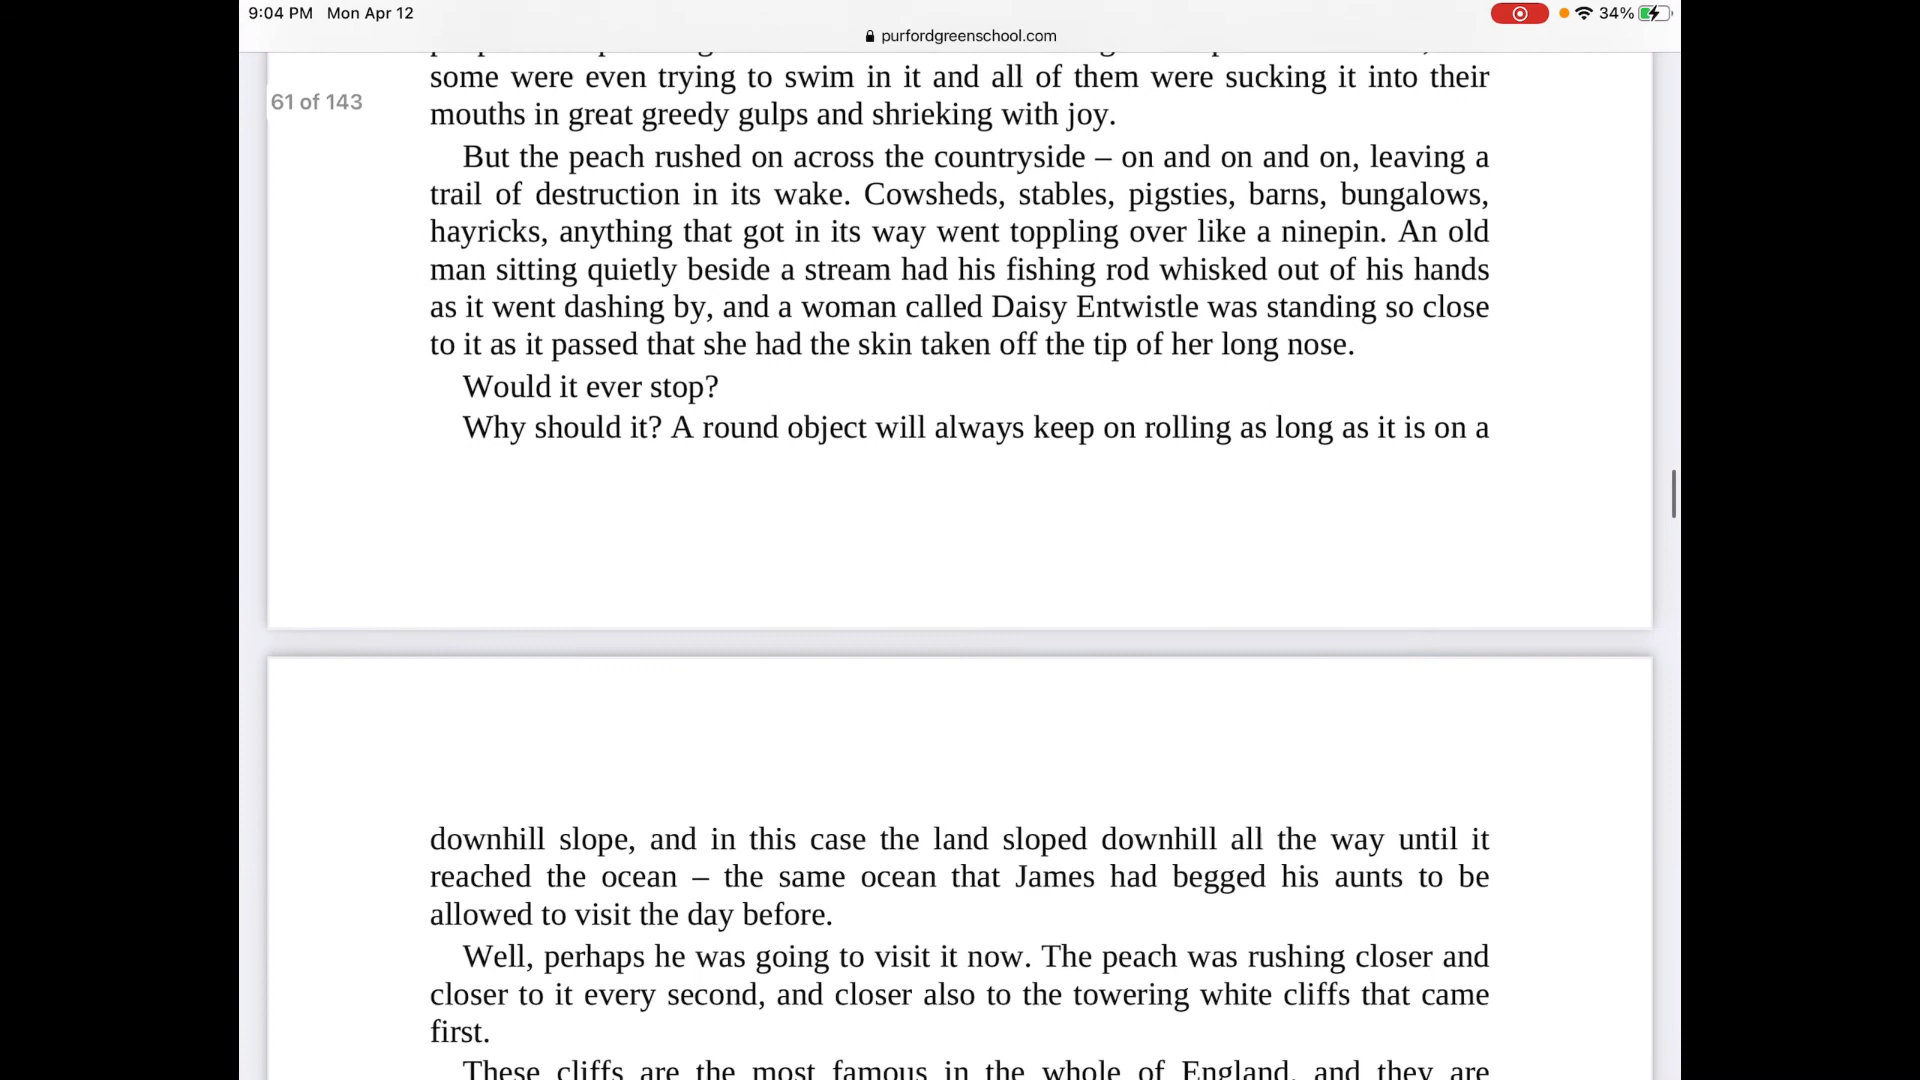 9:04 PM Mon Apr 12
34%
purfordgreenschool.com
61 of 143
some were even trying to swim in it and all of them were sucking it into their
mouths in great greedy gulps and shrieking with joy.
But the peach rushed on across the countryside – on and on and on, leaving a
trail of destruction in its wake. Cowsheds, stables, pigsties, barns, bungalows,
hayricks, anything that got in its way went toppling over like a ninepin. An old
man sitting quietly beside a stream had his fishing rod whisked out of his hands
as it went dashing by, and a woman called Daisy Entwistle was standing so close
to it as it passed that she had the skin taken off the tip of her long nose.
Would it ever stop?
Why should it? A round object will always keep on rolling as long as it is on a
downhill slope, and in this case the land sloped downhill all the way until it
reached the ocean – the same ocean that James had begged his aunts to be
allowed to visit the day before.
Well, perhaps he was going to visit it now. The peach was rushing closer and
closer to it every second, and closer also to the towering white cliffs that came
first.
These cliffs are the most famous in the whole of England, and they are